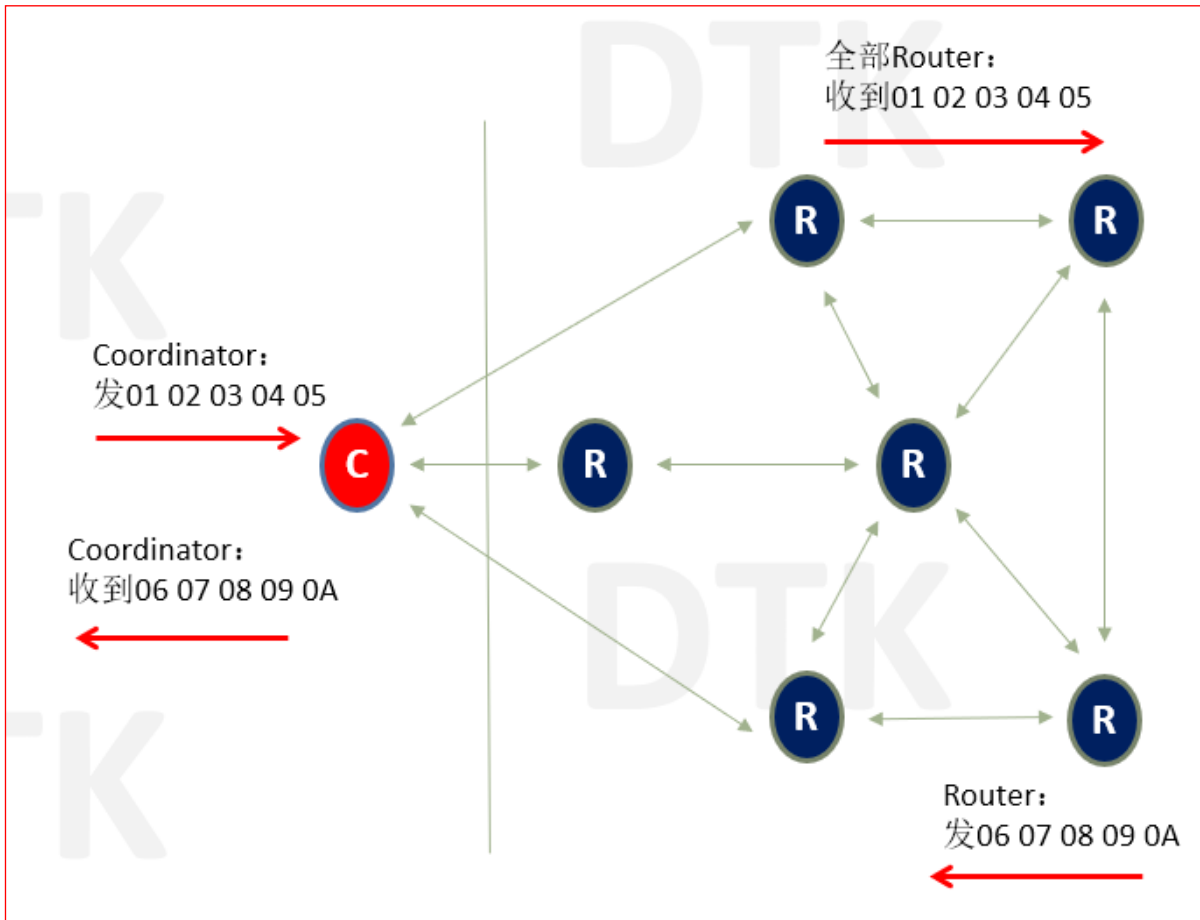 DTK
全部Router：
收到01 02 03 04 05
R
R
TK
Coordinator：
发01 02 03 04 05
C
R
R
Coordinator：
收到06 07 08 09 0A
DTK
R
R
TK
Router：
发06 07 08 09 0A